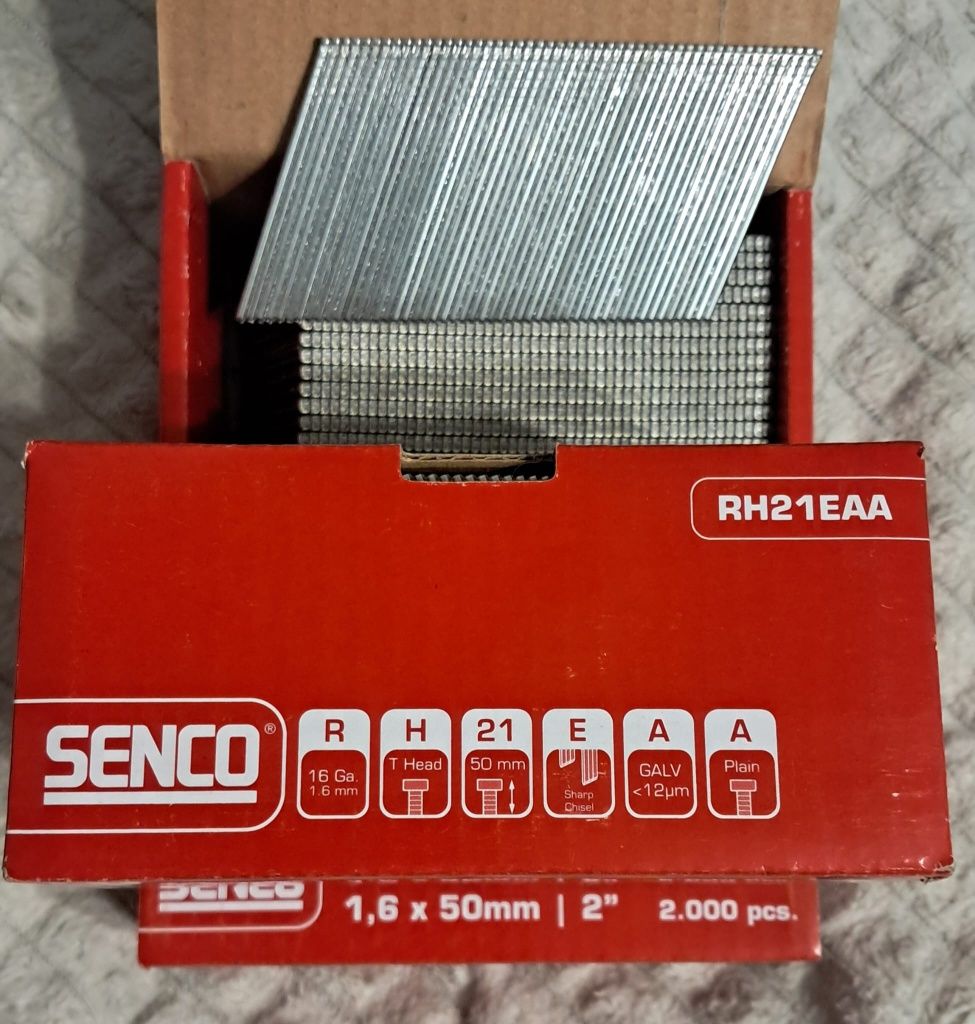 RH21EAA
SENCO®
R
16 Ga.
1.6 mm
H
T Head
21
50 mm
E
Sharp
Chisel
A
GALV
<12µm
A
Plain
SENCO
1,6 x 50mm | 2”
2.000 pcs.